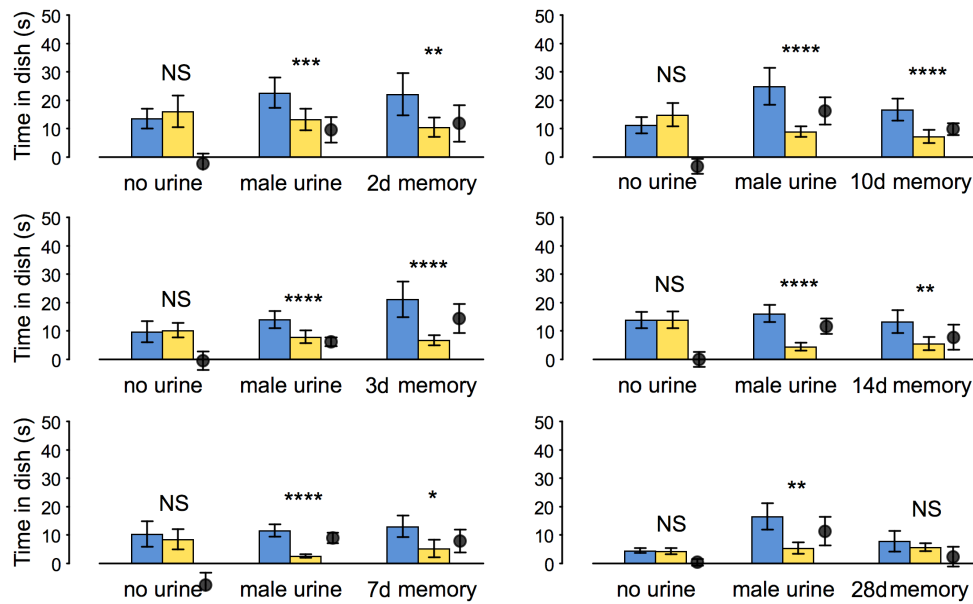 Time in dish (s)
50
40
30
20
10
0
NS
***
**
no urine
male urine
2d memory
50
40
30
20
10
0
NS
****
****
no urine
male urine
10d memory
50
40
30
20
10
0
NS
****
****
no urine
male urine
3d memory
50
40
30
20
10
0
NS
****
**
no urine
male urine
14d memory
Time in dish (s)
50
40
30
20
10
0
NS
****
*
no urine
male urine
7d memory
50
40
30
20
10
0
NS
**
NS
no urine
male urine
28d memory
Time in dish (s)